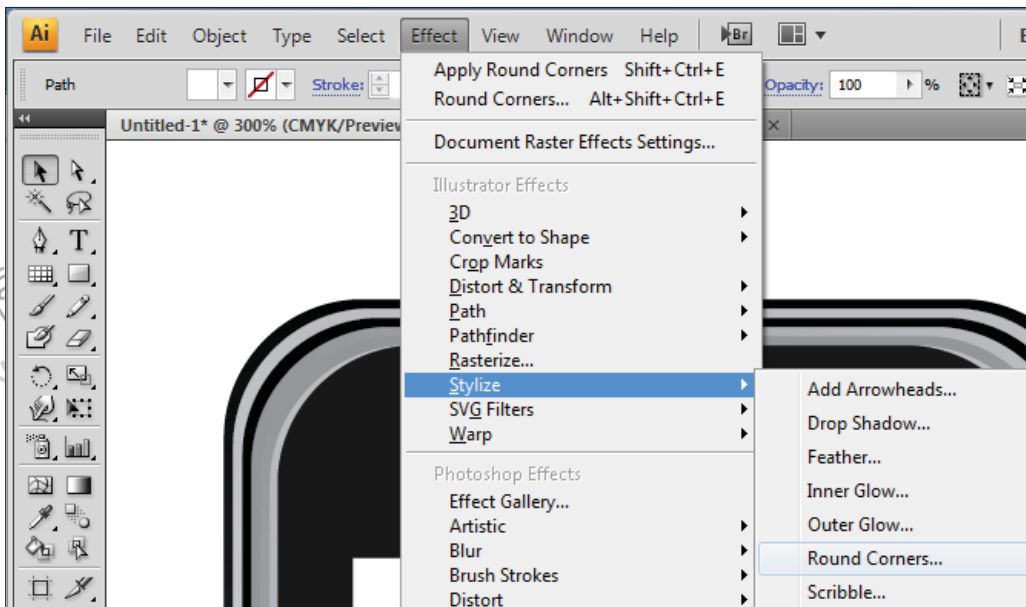 Ai File Edit Object Type Select Effect View Window Help Br
Path Stroke: Opacity: 100 %
Untitled-1* @ 300% (CMYK/Preview
Apply Round Corners Shift+Ctrl+E
Round Corners... Alt+Shift+Ctrl+E
Document Raster Effects Settings...
Illustrator Effects
3D
Convert to Shape
Crop Marks
Distort & Transform
Path
Pathfinder
Rasterize...
Stylize
SVG Filters
Warp
Photoshop Effects
Effect Gallery...
Artistic
Blur
Brush Strokes
Distort
Add Arrowheads...
Drop Shadow...
Feather...
Inner Glow...
Outer Glow...
Round Corners...
Scribble...